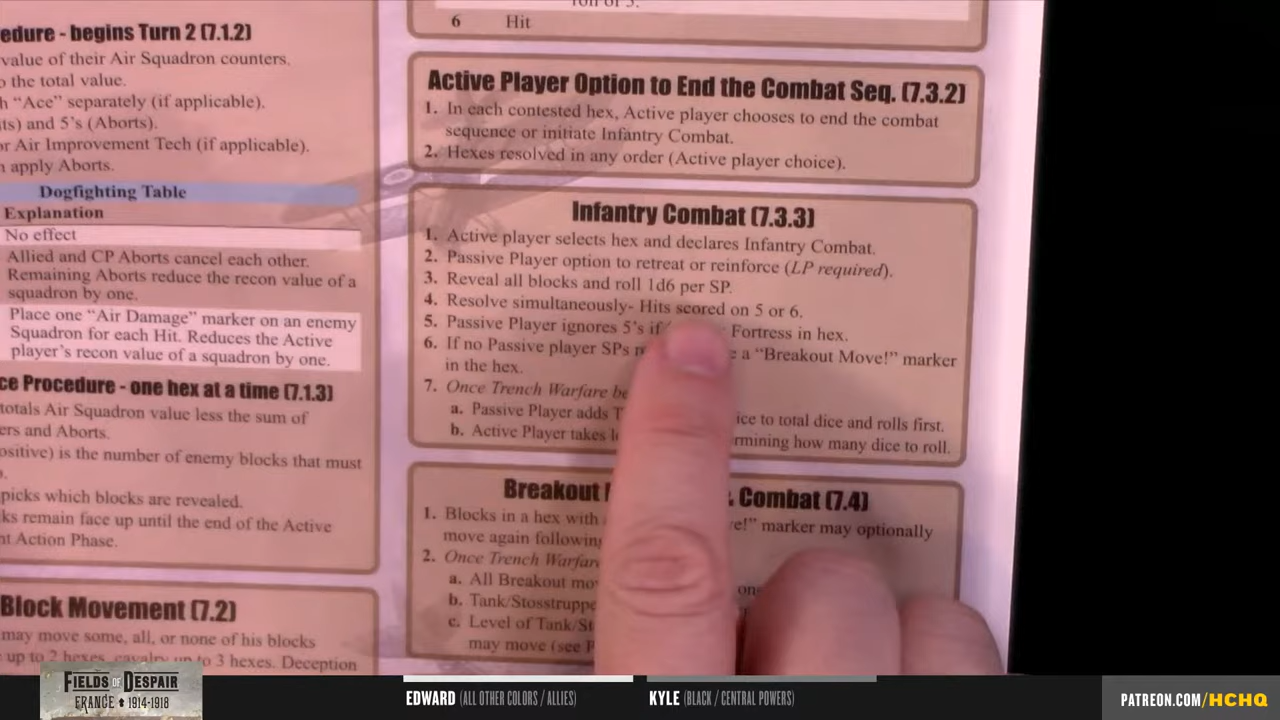 edure - begins Turn 2 (7.1.2)
value of their Air Squadron counters.
o the total value.
h "Ace" separately (if applicable).
its) and 5's (Aborts).
or Air Improvement Tech (if applicable).
n apply Aborts.
Dogfighting Table
Explanation
No effect
Allied and CP Aborts cancel each other.
Remaining Aborts reduce the recon value of a
squadron by one.
Place one "Air Damage" marker on an enemy
Squadron for each Hit. Reduces the Active
player's recon value of a squadron by one.
ce Procedure - one hex at a time (7.1.3)
totals Air Squadron value less the sum of
ers and Aborts.
ositive) is the number of enemy blocks that must
picks which blocks are revealed.
ks remain face up until the end of the Active
nt Action Phase.
Block Movement (7.2)
may move some, all, or none of his blocks
up to 2 hexes, cavalry up to 3 hexes. Deception
6 Hit
Active Player Option to End the Combat Seq. (7.3.2)
1. In each contested hex, Active player chooses to end the combat
sequence or initiate Infantry Combat.
2. Hexes resolved in any order (Active player choice).
Infantry Combat (7.3.3)
1. Active player selects hex and declares Infantry Combat.
2. Passive Player option to retreat or reinforce (LP required).
3. Reveal all blocks and roll 1d6 per SP.
4. Resolve simultaneously- Hits scored on 5 or 6.
5. Passive Player ignores 5's if Fortress in hex.
6. If no Passive player SPs a "Breakout Move!" marker
in the hex.
7. Once Trench Warfare
a. Passive Player adds ice to total dice and rolls first.
b. Active Player takes rmining how many dice to roll.
Breakout & Combat (7.4)
1. Blocks in a hex with ve!" marker may optionally
move again following
2. Once Trench Warfare
a. All Breakout mo on
b. Tank/Stosstruppe
c. Level of Tank/St
may move (see P
FIELDS OF DESPAIR
FRANCE 1914-1918
EDWARD (ALL OTHER COLORS / ALLIES)
KYLE (BLACK / CENTRAL POWERS)
PATREON.COM/HCHQ